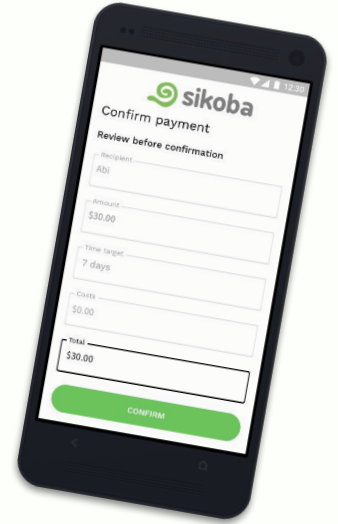 12:30
sikoba
Confirm payment
Review before confirmation
Recipient
Abi
Amount
$30.00
Time target
7 days
Costs
$0.00
Total
$30.00
CONFIRM